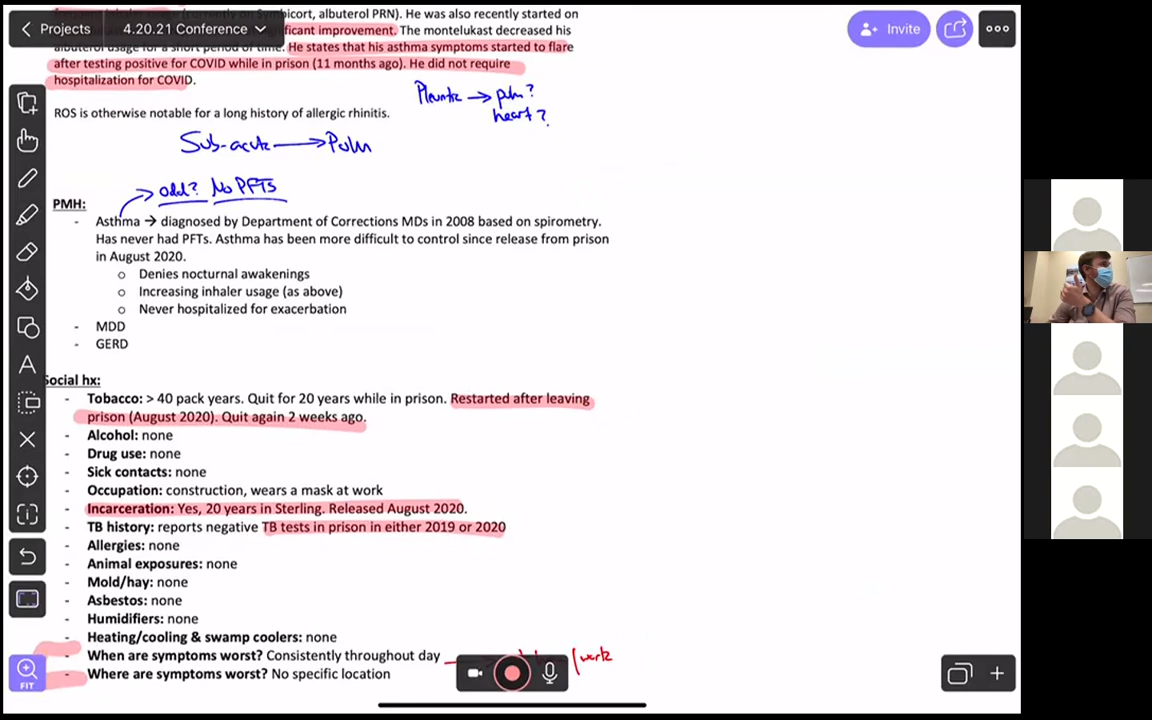 Projects
4.20.21 Conference
Invite
(currently on Symbicort, albuterol PRN). He was also recently started on
ificant improvement. The montelukast decreased his
albuterol usage for a short period of time. He states that his asthma symptoms started to flare
after testing positive for COVID while in prison (11 months ago). He did not require
hospitalization for COVID.
Pleuritic → pulm?
heart?
ROS is otherwise notable for a long history of allergic rhinitis.
Sub-acute → Pulm
odd? No PFTS
PMH:
- Asthma → diagnosed by Department of Corrections MDs in 2008 based on spirometry.
Has never had PFTs. Asthma has been more difficult to control since release from prison
in August 2020.
o Denies nocturnal awakenings
o Increasing inhaler usage (as above)
o Never hospitalized for exacerbation
- MDD
- GERD
Social hx:
- Tobacco: > 40 pack years. Quit for 20 years while in prison. Restarted after leaving
prison (August 2020). Quit again 2 weeks ago.
- Alcohol: none
- Drug use: none
- Sick contacts: none
- Occupation: construction, wears a mask at work
- Incarceration: Yes, 20 years in Sterling. Released August 2020.
- TB history: reports negative TB tests in prison in either 2019 or 2020
- Allergies: none
- Animal exposures: none
- Mold/hay: none
- Asbestos: none
- Humidifiers: none
- Heating/cooling & swamp coolers: none
- When are symptoms worst? Consistently throughout day
work
- Where are symptoms worst? No specific location
FIT